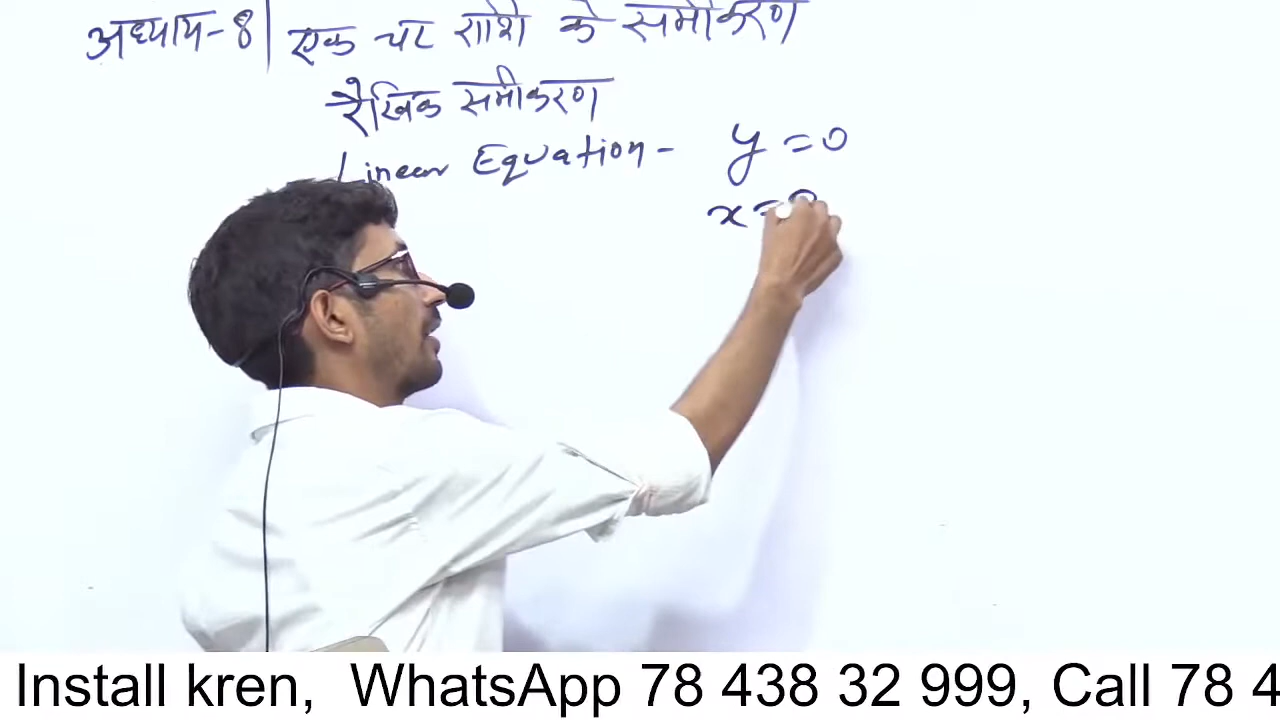 अध्याय-8 | एक चर राशि के समीकरण
रैखिक समीकरण
Linear Equation - y = 0
x =
Install kren, WhatsApp 78 438 32 999, Call 78 4